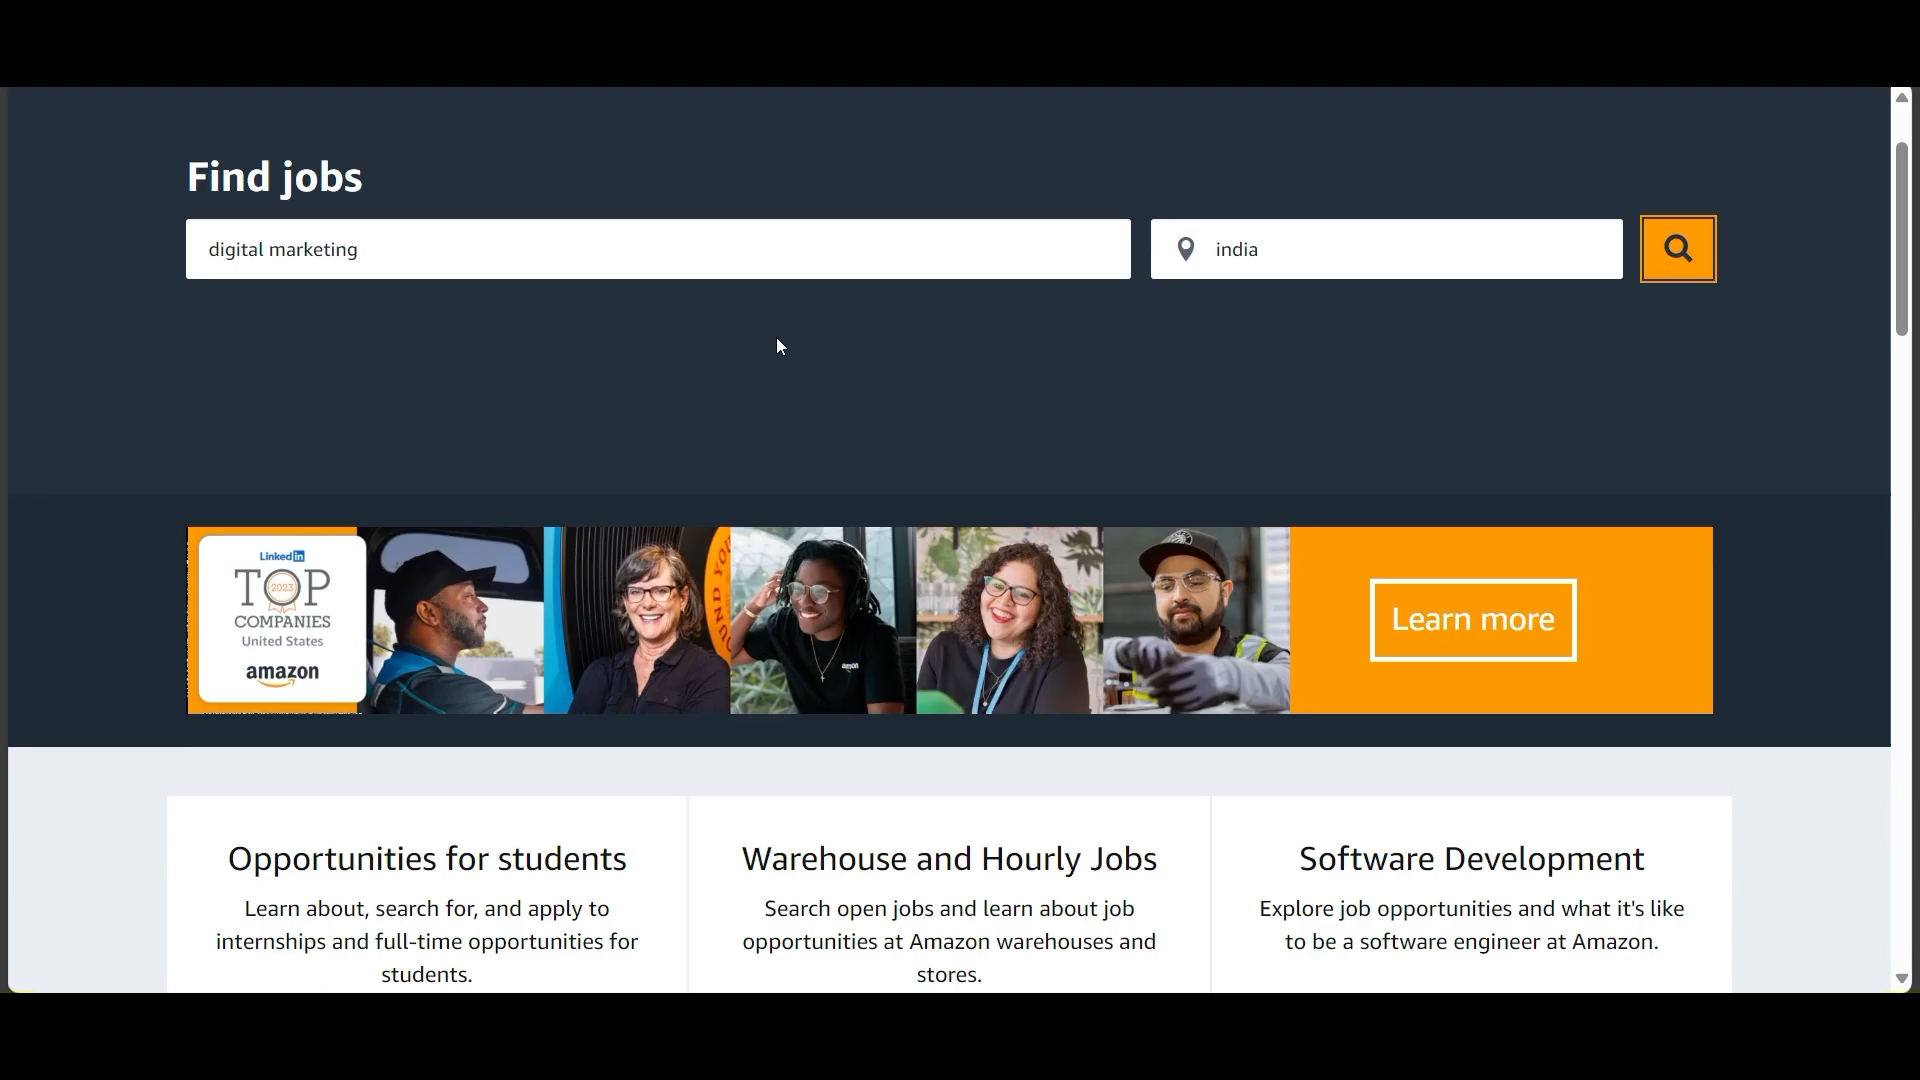 Find jobs
digital marketing
india
Linked in
TOP
2023
COMPANIES
United States
amazon
Learn more
Opportunities for students
Learn about, search for, and apply to
internships and full-time opportunities for
students.
Warehouse and Hourly Jobs
Search open jobs and learn about job
opportunities at Amazon warehouses and
stores.
Software Development
Explore job opportunities and what it's like
to be a software engineer at Amazon.